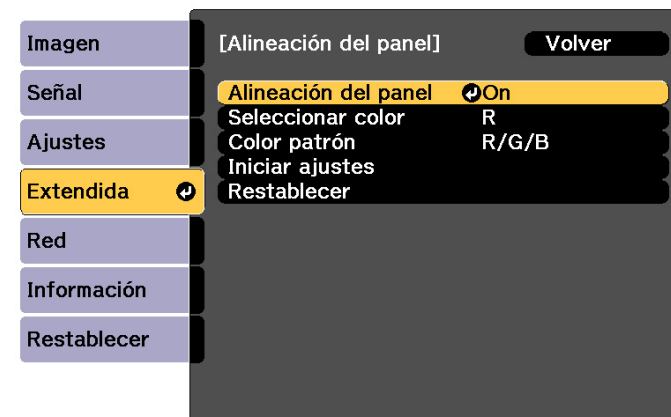 Imagen
Señal
Ajustes
Extendida
Red
Información
Restablecer
[Alineación del panel] Volver
Alineación del panel On
Seleccionar color R
Color patrón R/G/B
Iniciar ajustes
Restablecer